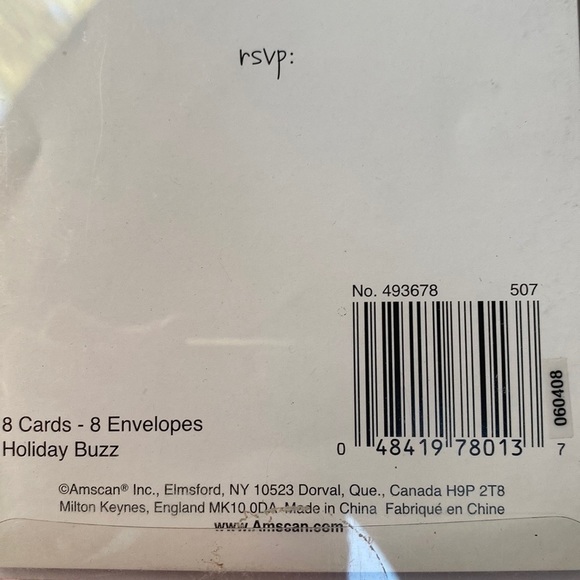 rsvp:
No. 493678 507
060408
0 48419 78013 7
8 Cards - 8 Envelopes
Holiday Buzz
©Amscan® Inc., Elmsford, NY 10523 Dorval, Que., Canada H9P 2T8
Milton Keynes, England MK10 0DA Made in China Fabriqué en Chine
www.Amscan.com